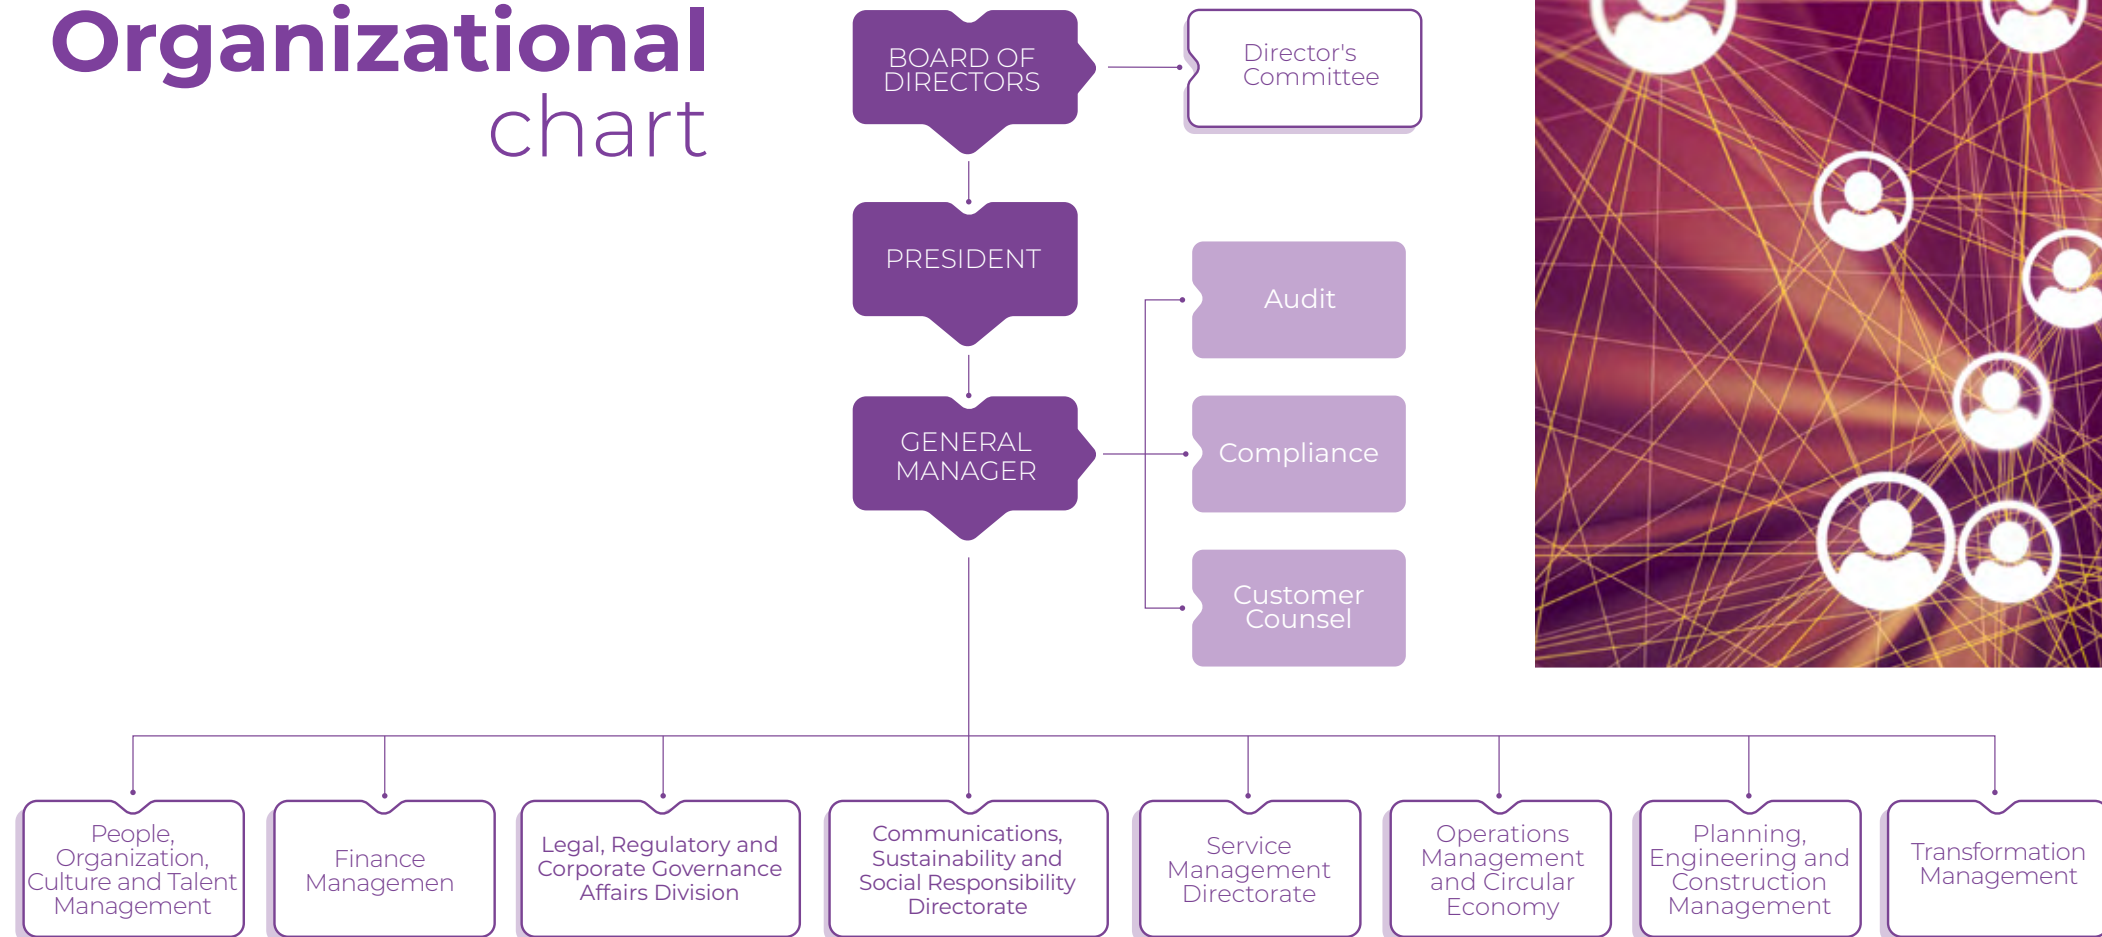 Organizational
chart
BOARD OF
DIRECTORS
Director's
Committee
PRESIDENT
Audit
GENERAL
MANAGER
Compliance
Customer
Counsel
People,
Organization,
Culture and Talent
Management
Finance
Managemen
Legal, Regulatory and
Corporate Governance
Affairs Division
Communications,
Sustainability and
Social Responsibility
Directorate
Service
Management
Directorate
Operations
Management
and Circular
Economy
Planning,
Engineering and
Construction
Management
Transformation
Management